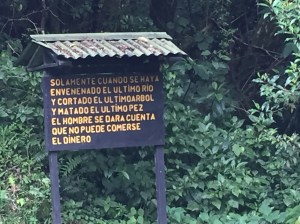 SOLAMENTE CUANDO SE HAYA
ENVENENADO EL ULTIMO RIO
Y CORTADO EL ULTIMOARBOL
Y MATADO EL ULTIMO PEZ
EL HOMBRE SE DARA CUENTA
QUE NO PUEDE COMERSE
EL DINERO